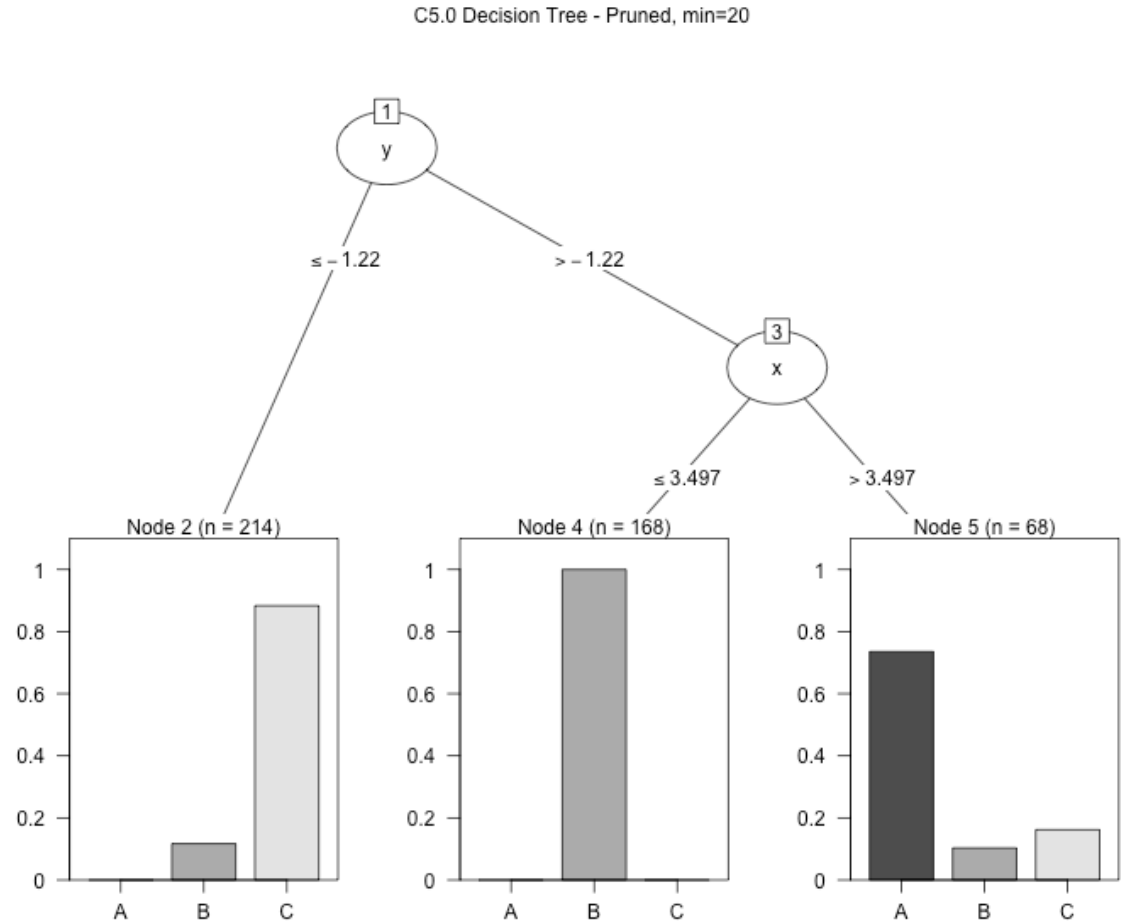 C5.0 Decision Tree - Pruned, min=20
1
y
≤ − 1.22
> − 1.22
3
x
≤ 3.497
> 3.497
Node 2 (n = 214)
1
0.8
0.6
0.4
0.2
0
A B C
Node 4 (n = 168)
1
0.8
0.6
0.4
0.2
0
A B C
Node 5 (n = 68)
1
0.8
0.6
0.4
0.2
0
A B C